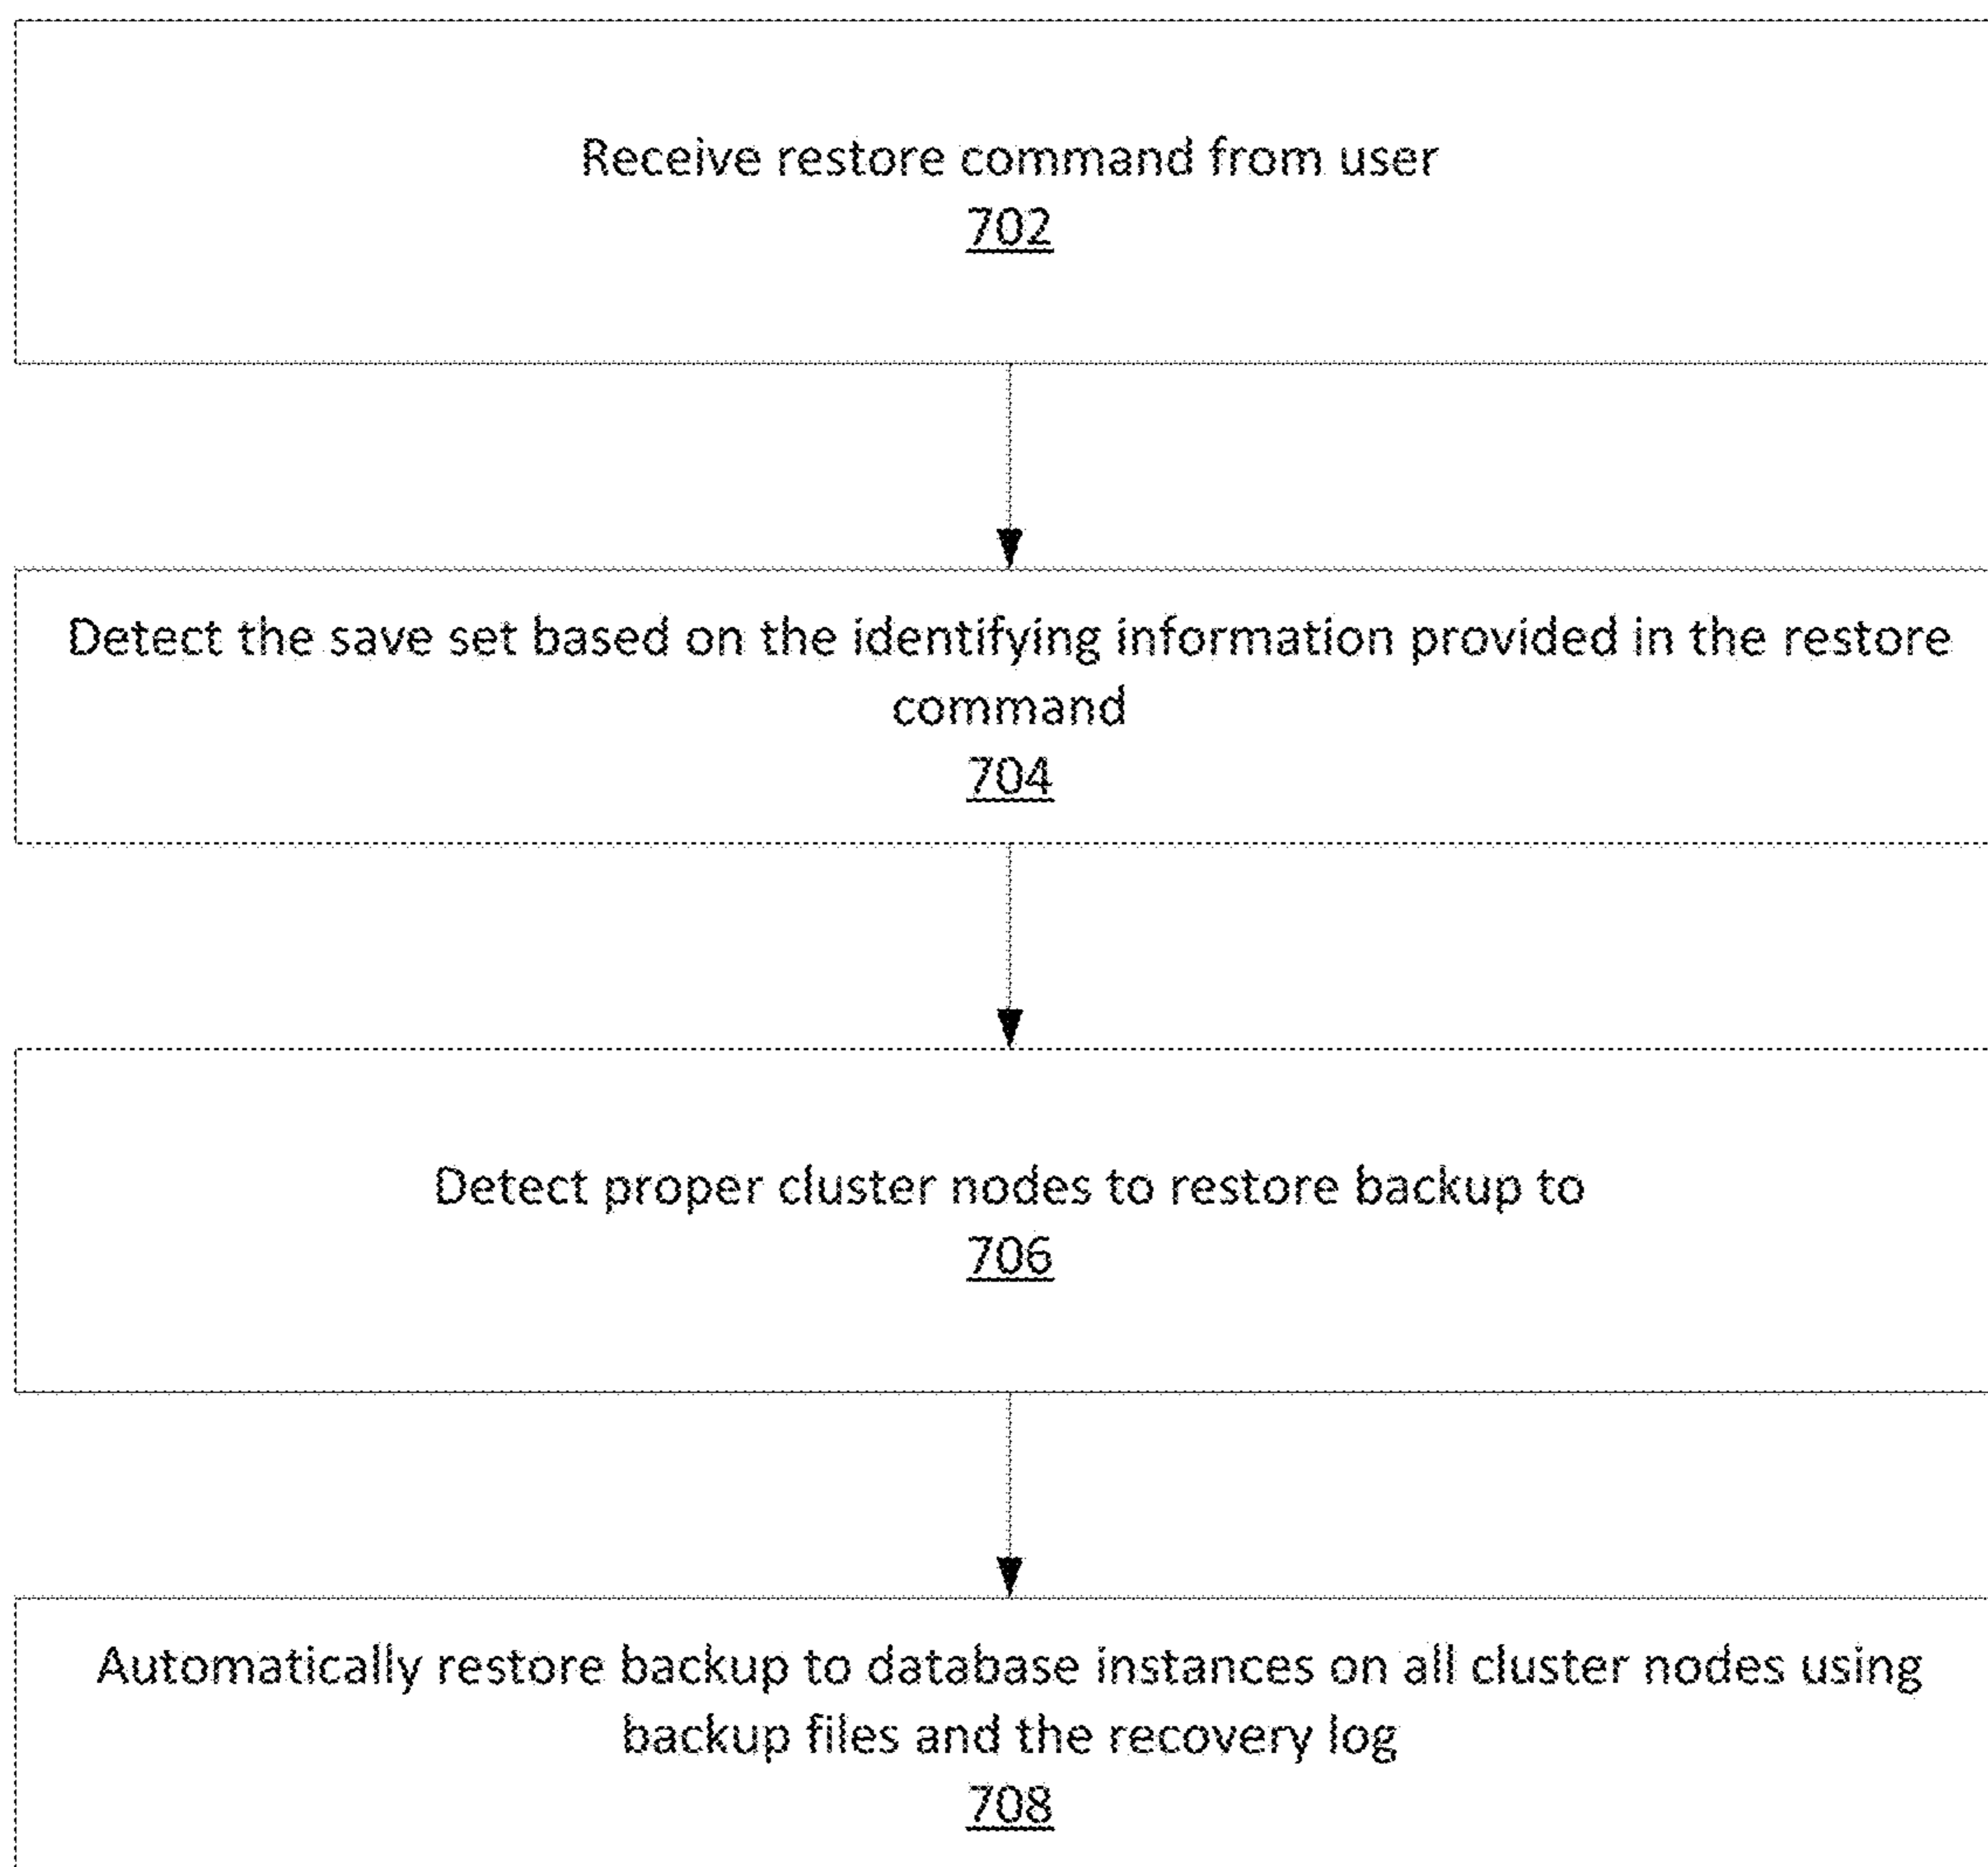 Receive restore command from user
702
Detect the save set based on the identifying information provided in the restore
command
704
Detect proper cluster nodes to restore backup to
706
Automatically restore backup to database instances on all cluster nodes using
backup files and the recovery log
708